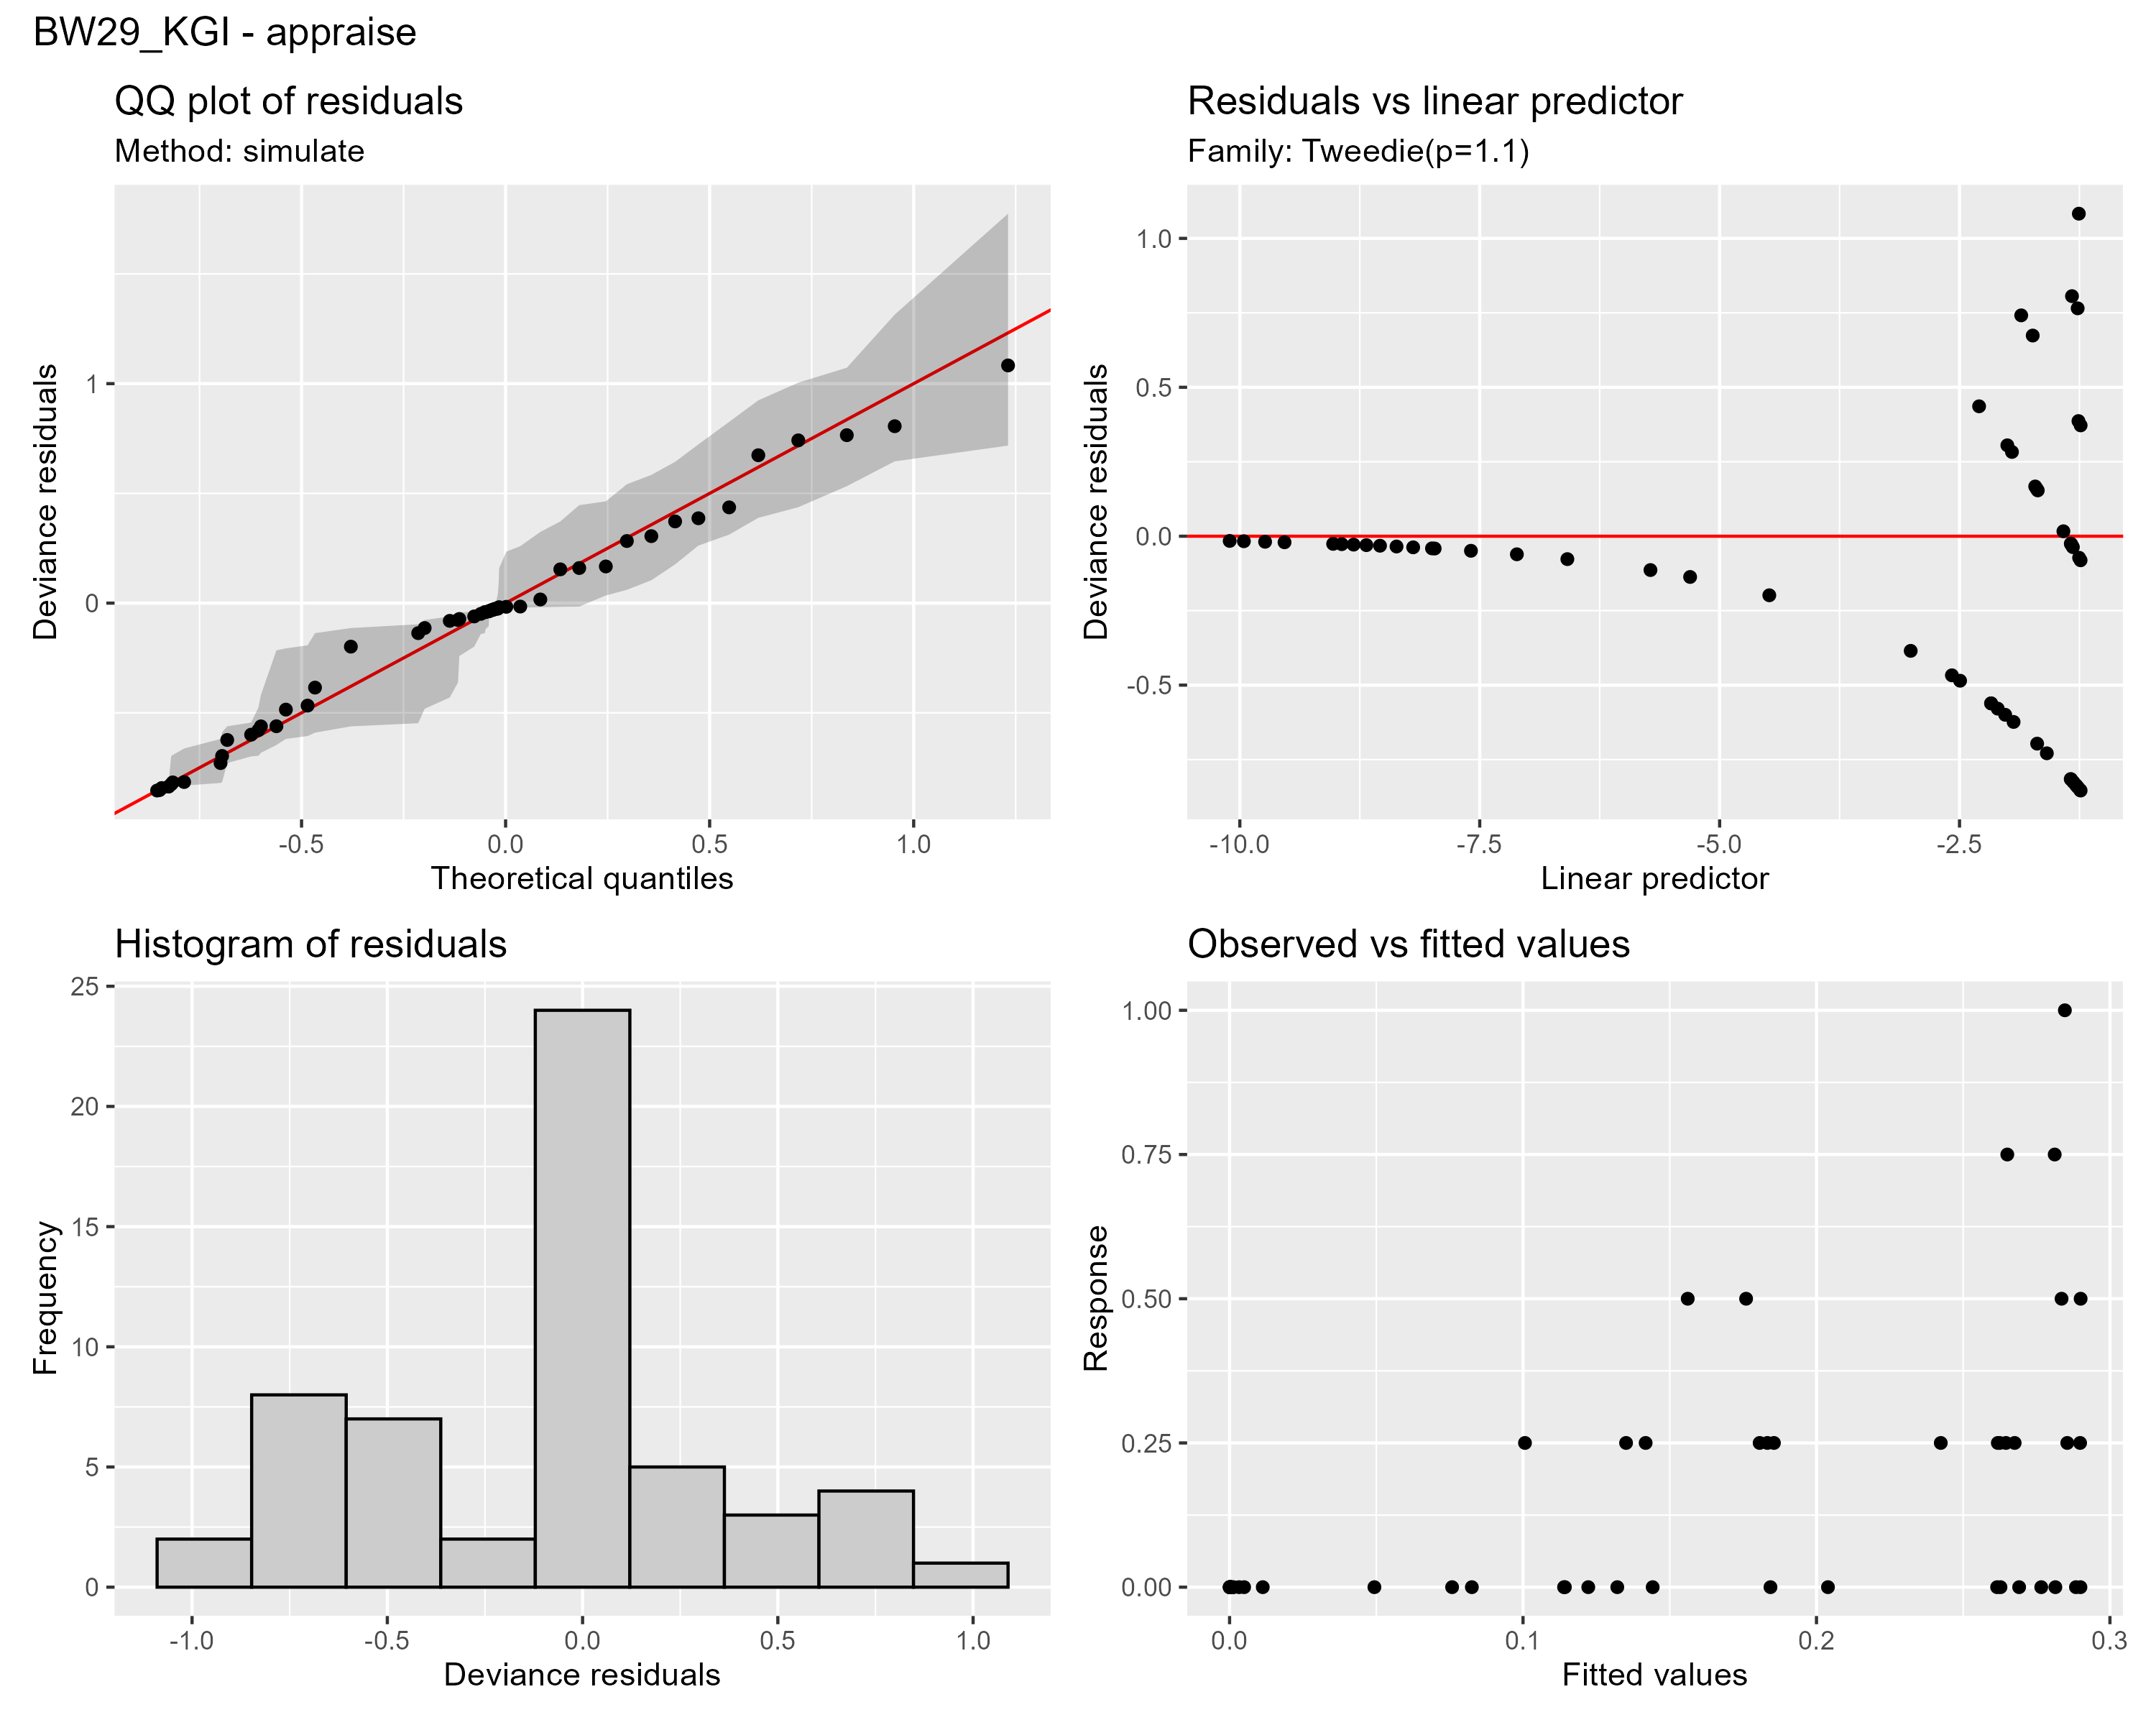 BW29_KGI - appraise
QQ plot of residuals
Method: simulate
Deviance residuals
1
0
-0.5
0.0
0.5
1.0
Theoretical quantiles
Residuals vs linear predictor
Family: Tweedie(p=1.1)
Deviance residuals
1.0
0.5
0.0
-0.5
-10.0
-7.5
-5.0
-2.5
Linear predictor
Histogram of residuals
Frequency
25
20
15
10
5
0
-1.0
-0.5
0.0
0.5
1.0
Deviance residuals
Observed vs fitted values
Response
1.00
0.75
0.50
0.25
0.00
0.0
0.1
0.2
0.3
Fitted values